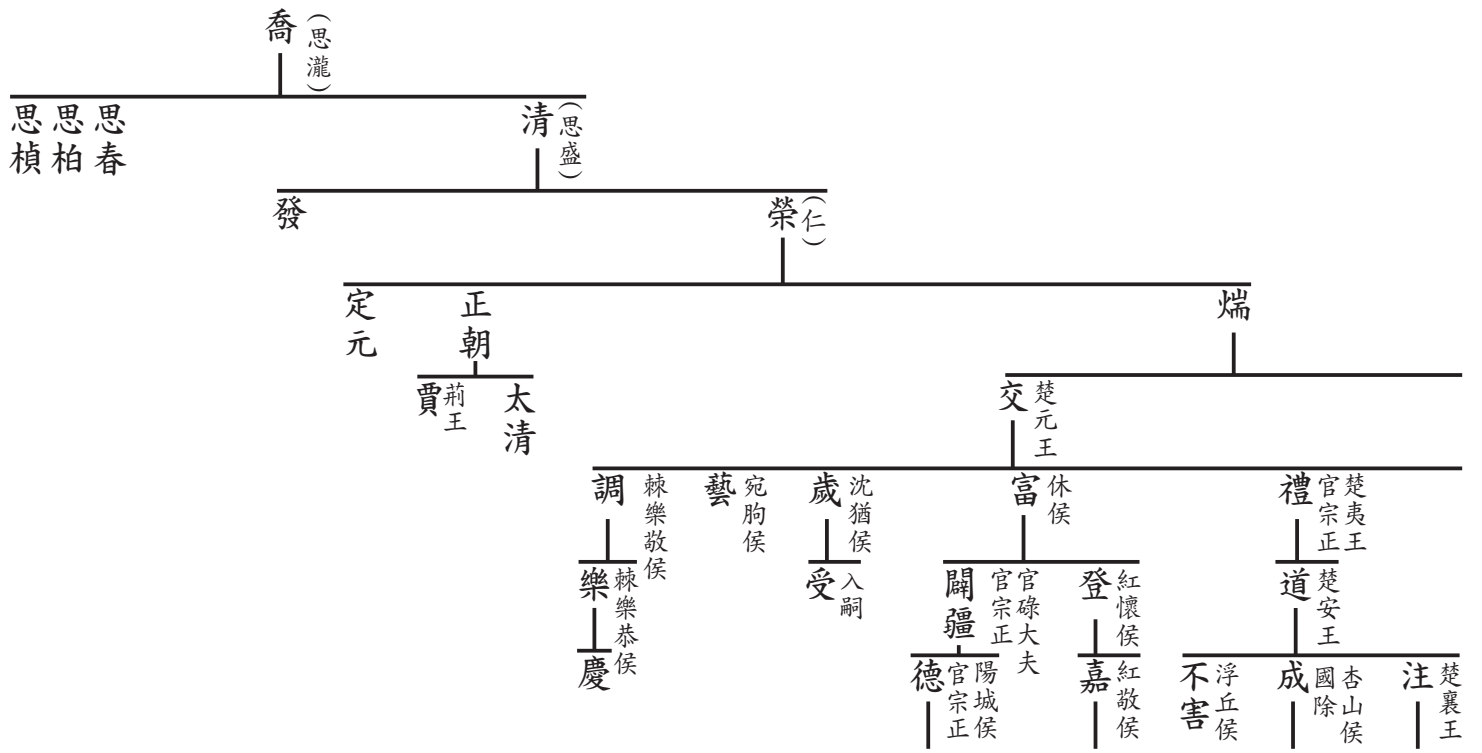 喬(思瀧)
清(思盛)
思春
思柏
思楨
榮(仁)
發
煓
正朝
定元
交 楚元王
太清
賈 荊王
禮 楚夷王 官宗正
富 休侯
歲 沈猶侯
藝 宛朐侯
調 棘樂敬侯
道 楚安王
登 紅懷侯
闢疆 官碌大夫 官宗正
受 入嗣
樂 棘樂恭侯
注 楚襄王
成 杏山侯 國除
不害 浮丘侯
嘉 紅敬侯
德 陽城侯 官宗正
慶